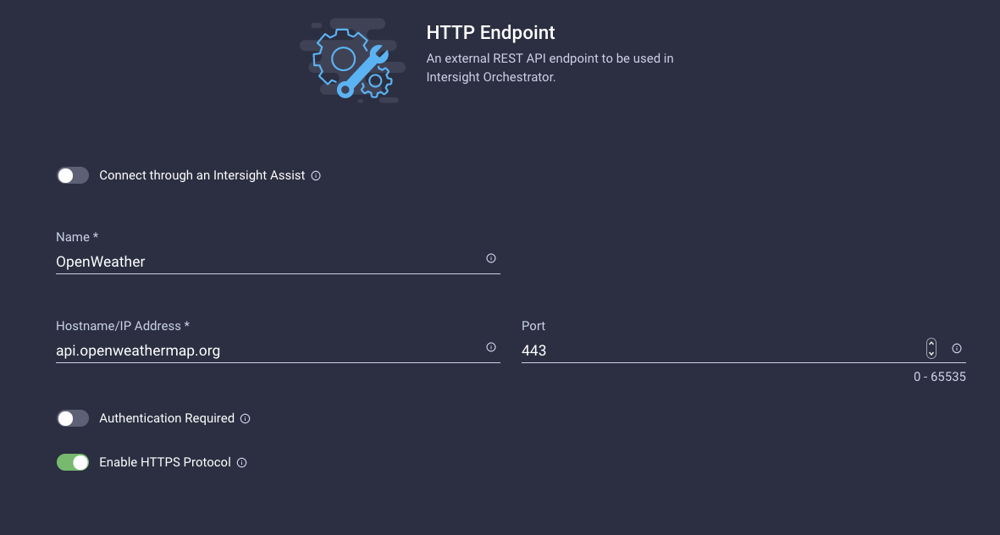 HTTP Endpoint
An external REST API endpoint to be used in
Intersight Orchestrator.
Connect through an Intersight Assist
Name *
OpenWeather
Hostname/IP Address *
Port
api.openweathermap.org
443
0 - 65535
Authentication Required
Enable HTTPS Protocol